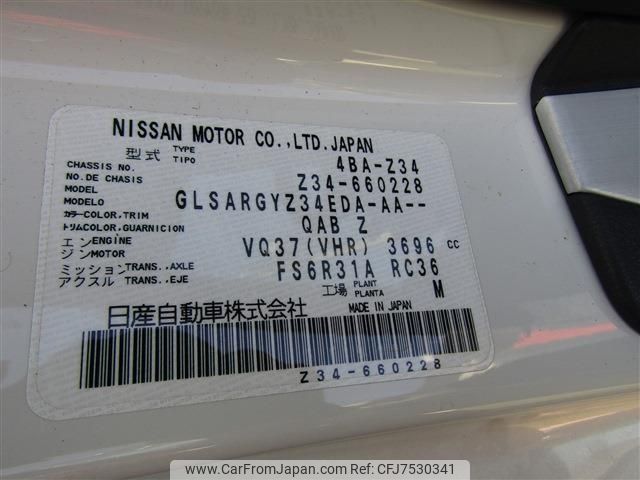 NISSAN MOTOR CO.,LTD.JAPAN
型式 TYPE TIPO 4BA-Z34
CHASSIS NO.
NO.DE CHASIS Z34-660228
MODEL
MODELO GLSARGYZ34EDA-AA--
カラーCOLOR,TRIM
トリムCOLOR,GUARNICION QAB Z
エンENGINE
ジンMOTOR VQ37(VHR) 3696 cc
ミッションTRANS.,AXLE
アクスルTRANS.,EJE FS6R31A RC36
工場 PLANT PLANTA M
日産自動車株式会社 MADE IN JAPAN
Z34-660228
www.CarFromJapan.com - CFJ7530341